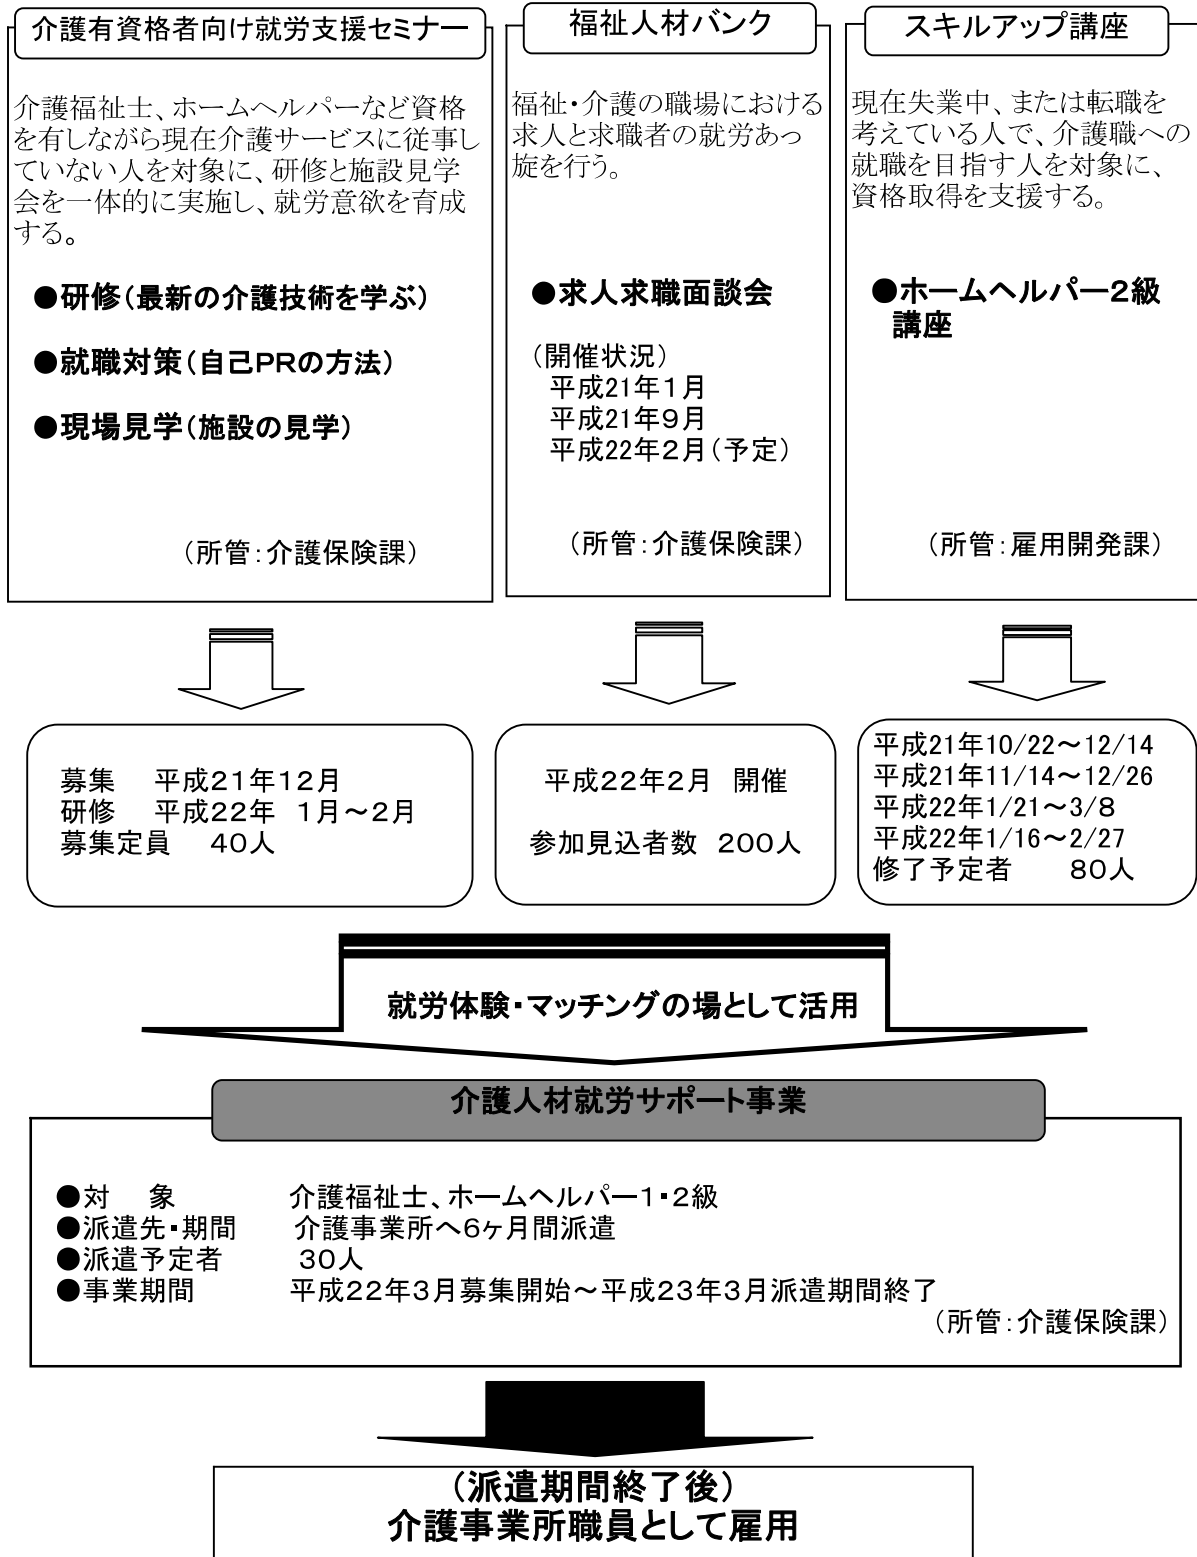 介護有資格者向け就労支援セミナー
介護福祉士、ホームヘルパーなど資格
を有しながら現在介護サービスに従事し
ていない人を対象に、研修と施設見学
会を一体的に実施し、就労意欲を育成
する。
●研修(最新の介護技術を学ぶ)
●就職対策(自己PRの方法)
●現場見学(施設の見学)
(所管:介護保険課)
福祉人材バンク
福祉・介護の職場における
求人と求職者の就労あっ
旋を行う。
●求人求職面談会
(開催状況)
平成21年1月
平成21年9月
平成22年2月(予定)
(所管:介護保険課)
スキルアップ講座
現在失業中、または転職を
考えている人で、介護職への
就職を目指す人を対象に、
資格取得を支援する。
●ホームヘルパー2級
講座
(所管:雇用開発課)
募集 平成21年12月
研修 平成22年 1月～2月
募集定員 40人
平成22年2月 開催
参加見込者数 200人
平成21年10/22～12/14
平成21年11/14～12/26
平成22年1/21～3/8
平成22年1/16～2/27
修了予定者 80人
就労体験・マッチングの場として活用
介護人材就労サポート事業
●対 象 介護福祉士、ホームヘルパー1・2級
●派遣先・期間 介護事業所へ6ヶ月間派遣
●派遣予定者 30人
●事業期間 平成22年3月募集開始～平成23年3月派遣期間終了
(所管:介護保険課)
(派遣期間終了後)
介護事業所職員として雇用